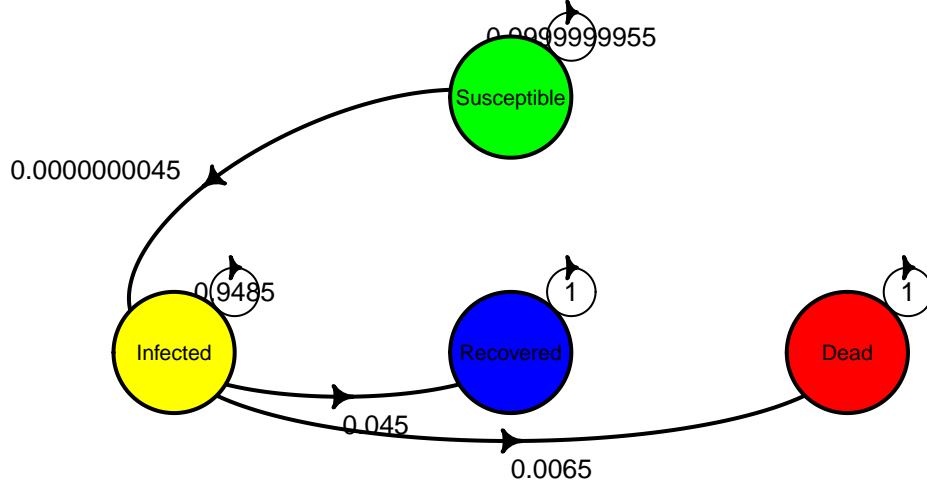 0.9999999955
Susceptible
0.0000000045
0.9485
1
1
Infected
Recovered
Dead
0.045
0.0065